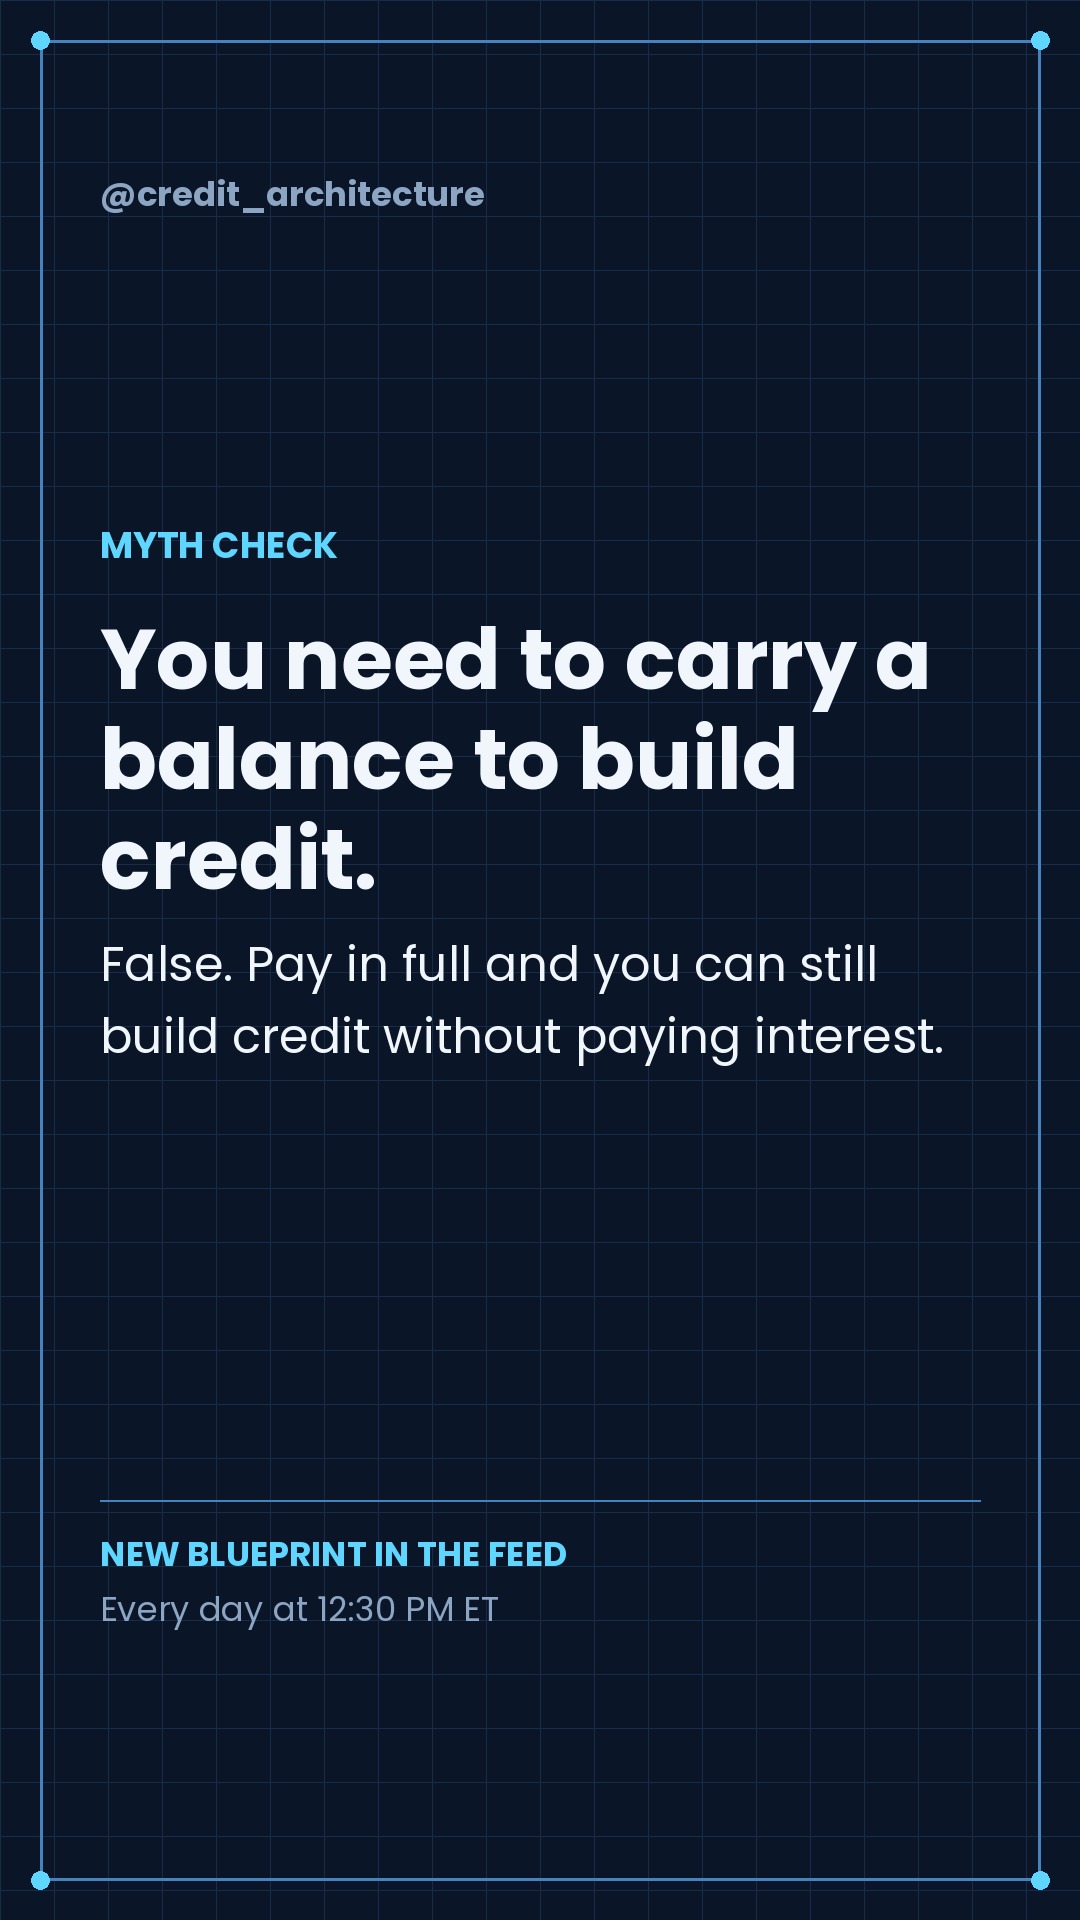 @credit_architecture
MYTH CHECK
You need to carry a
balance to build
credit.
False. Pay in full and you can still
build credit without paying interest.
NEW BLUEPRINT IN THE FEED
Every day at 12:30 PM ET